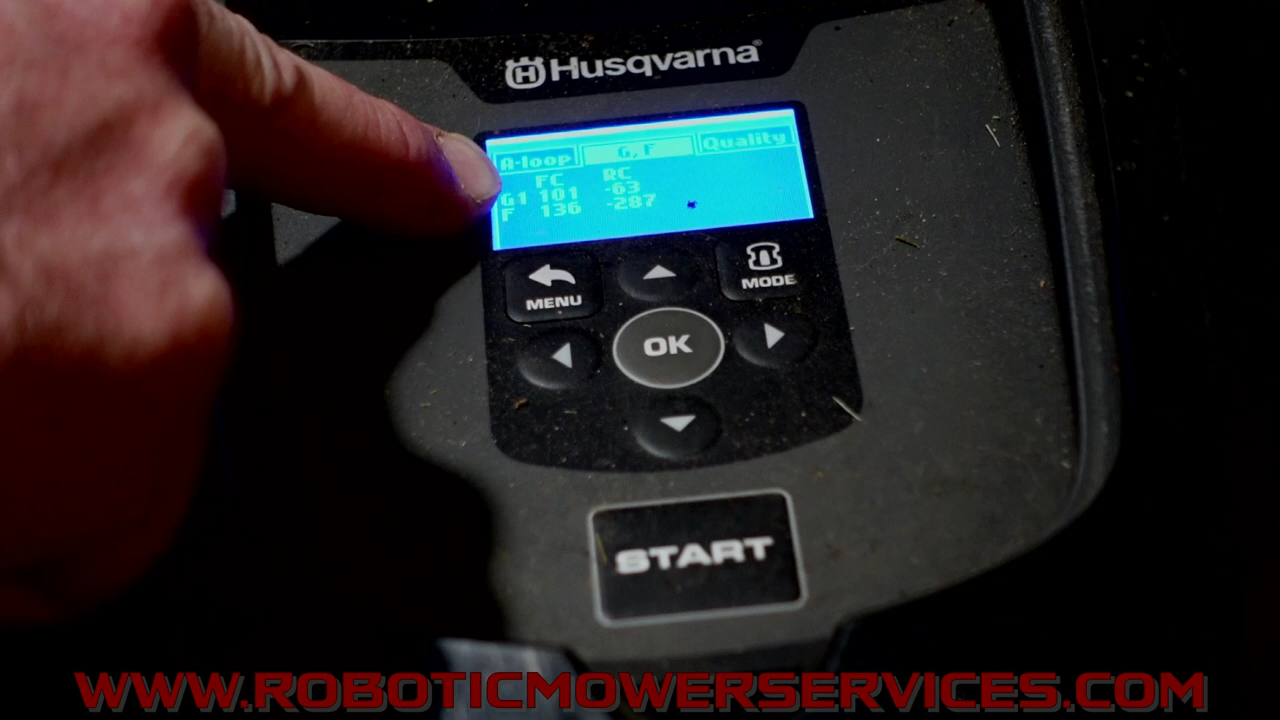 Husqvarna
A-loop G,F Quality
FC RC
G1 101 -63
F 136 -287
MENU
MODE
OK
START
WWW.ROBOTICMOWERSERVICES.COM